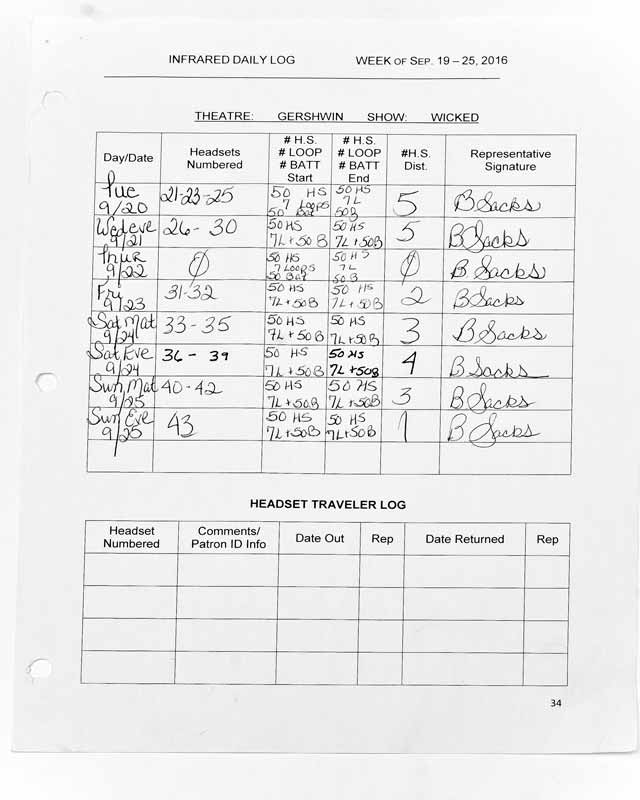 INFRARED DAILY LOG WEEK OF SEP. 19 – 25, 2016
THEATRE: GERSHWIN SHOW: WICKED
Day/Date
Headsets Numbered
# H.S. # LOOP # BATT Start
# H.S. # LOOP # BATT End
#H.S. Dist.
Representative Signature
Tue 9/20 21-23-25 50 HS 7 Loops 50 Bat 50 HS 7 L 50B 5 B Sacks
Wed eve 9/21 26 - 30 50 HS 7L + 50 B 50 HS 7L + 50B 5 B Sacks
Thur 9/22 0 50 HS 7 LOOPS 50 Bat 50 HS 7 L 50 B 0 B Sacks
Fri 9/23 31-32 50 HS 7L + 50B 50 HS 7L + 50B 2 B Sacks
Sat Mat 9/24 33 - 35 50 HS 7L + 50B 50 HS 7L + 50B 3 B Sacks
Sat Eve 9/24 36 - 39 50 HS 7L + 50B 50 HS 7L + 50B 4 B Sacks
Sun Mat 9/25 40 - 42 50 HS 7L + 50B 50 HS 7L + 50B 3 B Sacks
Sun Eve 9/25 43 50 HS 7L + 50B 50 HS 7L + 50B 1 B Sacks
HEADSET TRAVELER LOG
Headset Numbered
Comments/ Patron ID Info
Date Out
Rep
Date Returned
Rep
34